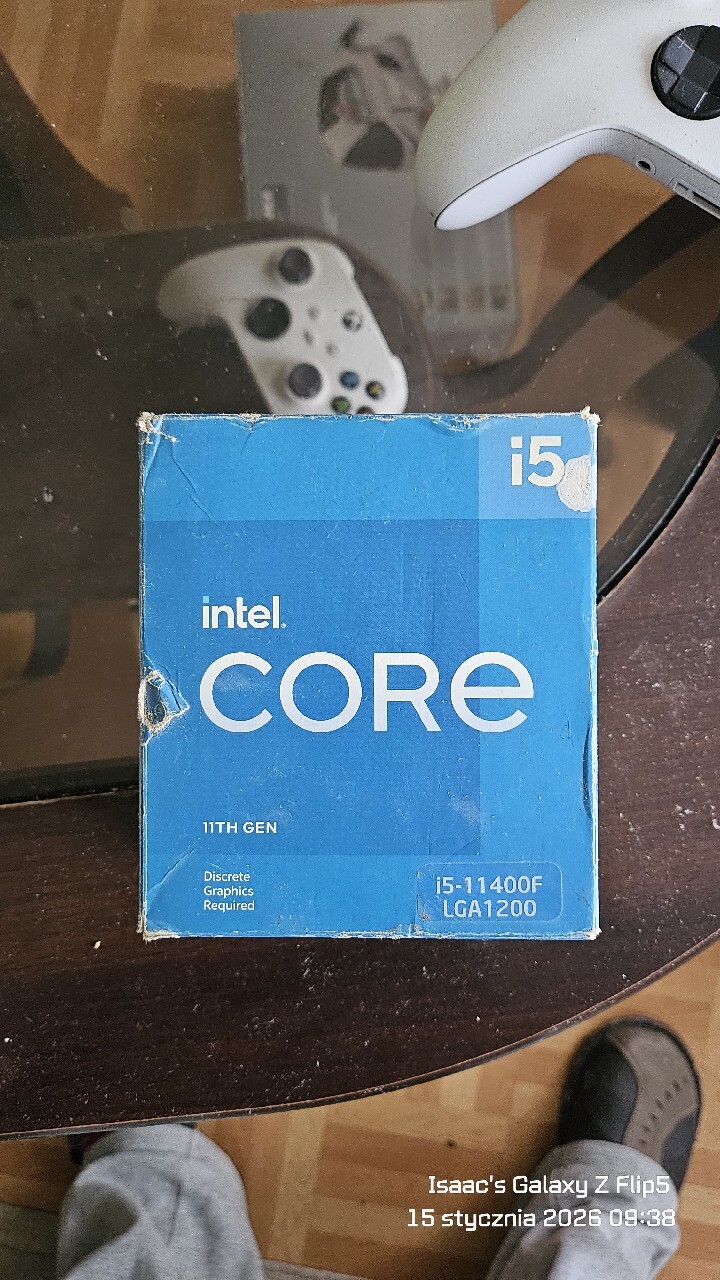 i5
intel.
core
11TH GEN
Discrete
Graphics
Required
i5-11400F
LGA1200
Isaac's Galaxy Z Flip5
15 stycznia 2026 09:38